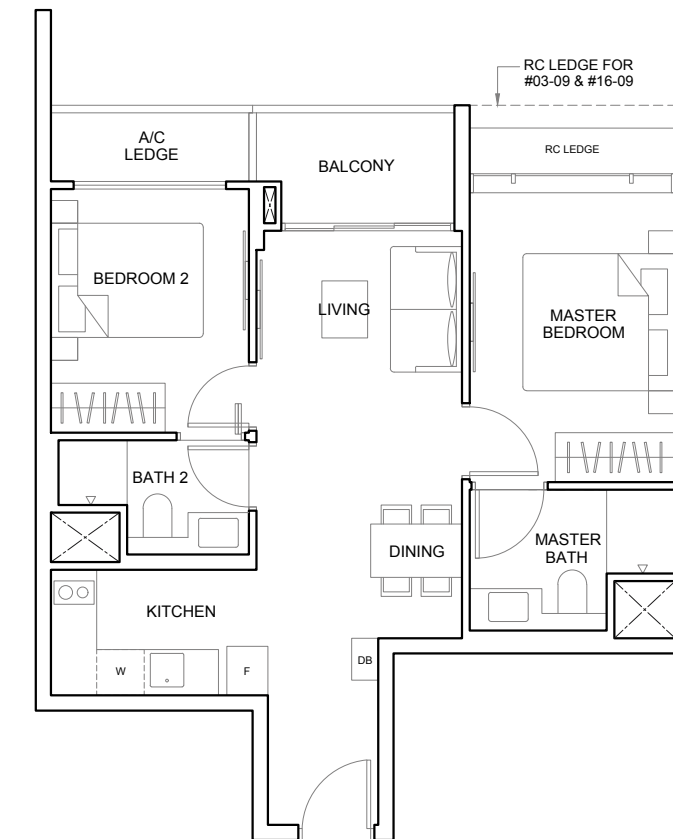 RC LEDGE FOR
#03-09 & #16-09
A/C
LEDGE
BALCONY
RC LEDGE
BEDROOM 2
LIVING
MASTER
BEDROOM
BATH 2
DINING
MASTER
BATH
KITCHEN
W
F
DB